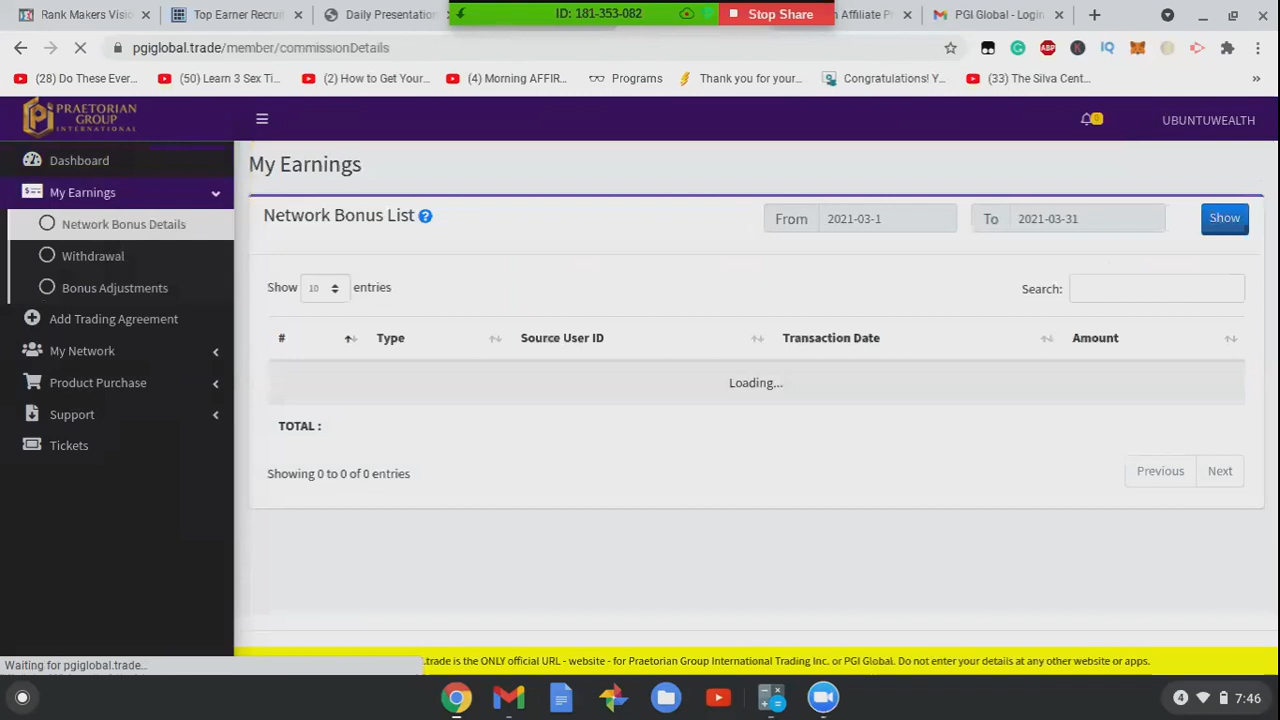 Rank Makers Visio
Top Earner Recruit
Daily Presentation
ID: 181-353-082
Stop Share
n Affiliate P
PGI Global - Login
pgiglobal.trade/member/commissionDetails
(28) Do These Ever...
(50) Learn 3 Sex Ti...
(2) How to Get Your...
(4) Morning AFFIR...
Programs
Thank you for your...
Congratulations! Y...
(33) The Silva Cent...
PRAETORIAN
GROUP
INTERNATIONAL
0
UBUNTUWEALTH
Dashboard
My Earnings
Network Bonus Details
Withdrawal
Bonus Adjustments
Add Trading Agreement
My Network
Product Purchase
Support
Tickets
My Earnings
Network Bonus List
From 2021-03-1
To 2021-03-31
Show
Show 10 entries
Search:
# Type Source User ID Transaction Date Amount
Loading...
TOTAL :
Showing 0 to 0 of 0 entries
Previous Next
.trade is the ONLY official URL - website - for Praetorian Group International Trading Inc. or PGI Global. Do not enter your details at any other website or apps.
Waiting for pgiglobal.trade...
4 7:46